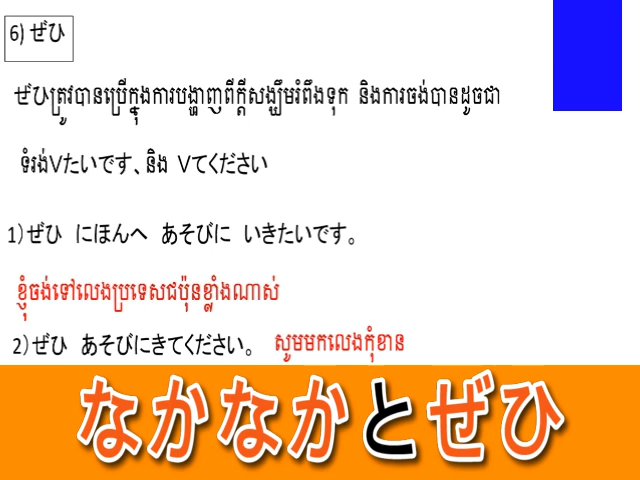 6) ぜひ
ぜひត្រូវបានប្រើក្នុងការបង្ហាញពីក្តីសង្ឃឹមរំពឹងទុក និងការចង់បានដូចជា
ទំរង់Vたいです、និង Vてください
1）ぜひ にほんへ あそびに いきたいです。
ខ្ញុំចង់ទៅលេងប្រទេសជប៉ុនខ្លាំងណាស់
2）ぜひ あそびにきてください。 សូមមកលេងកុំខាន
なかなかとぜひ